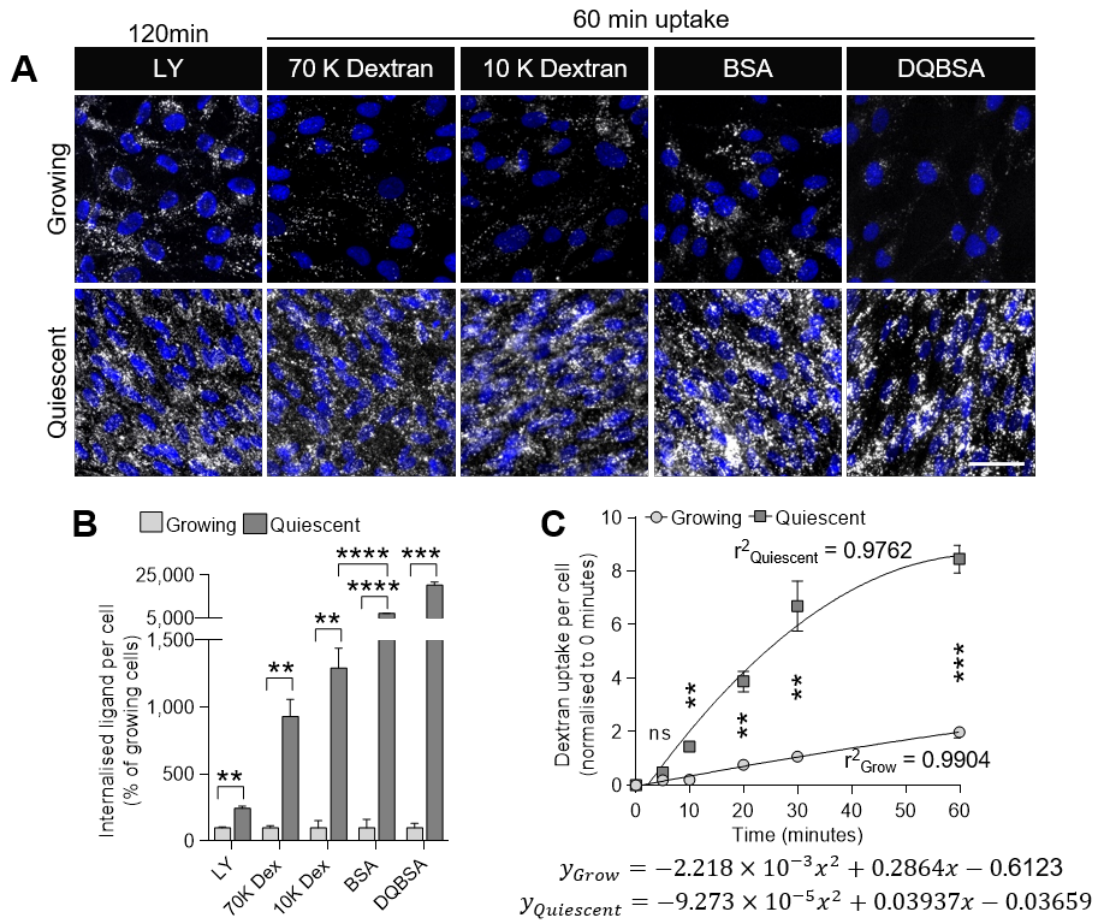 120min
60 min uptake
A
LY
70 K Dextran
10 K Dextran
BSA
DQBSA
Growing
Quiescent
B
Growing
Quiescent
Internalised ligand per cell
(% of growing cells)
25,000
5,000
1,500
1,000
500
0
**
**
**
****
****
***
LY
70K Dex
10K Dex
BSA
DQBSA
C
Growing
Quiescent
Dextran uptake per cell
(normalised to 0 minutes)
10
8
6
4
2
0
r²Quiescent = 0.9762
ns
**
**
**
***
r²Grow = 0.9904
0
10
20
30
40
50
60
Time (minutes)
yGrow = −2.218 × 10⁻³x² + 0.2864x − 0.6123
yQuiescent = −9.273 × 10⁻⁵x² + 0.03937x − 0.03659